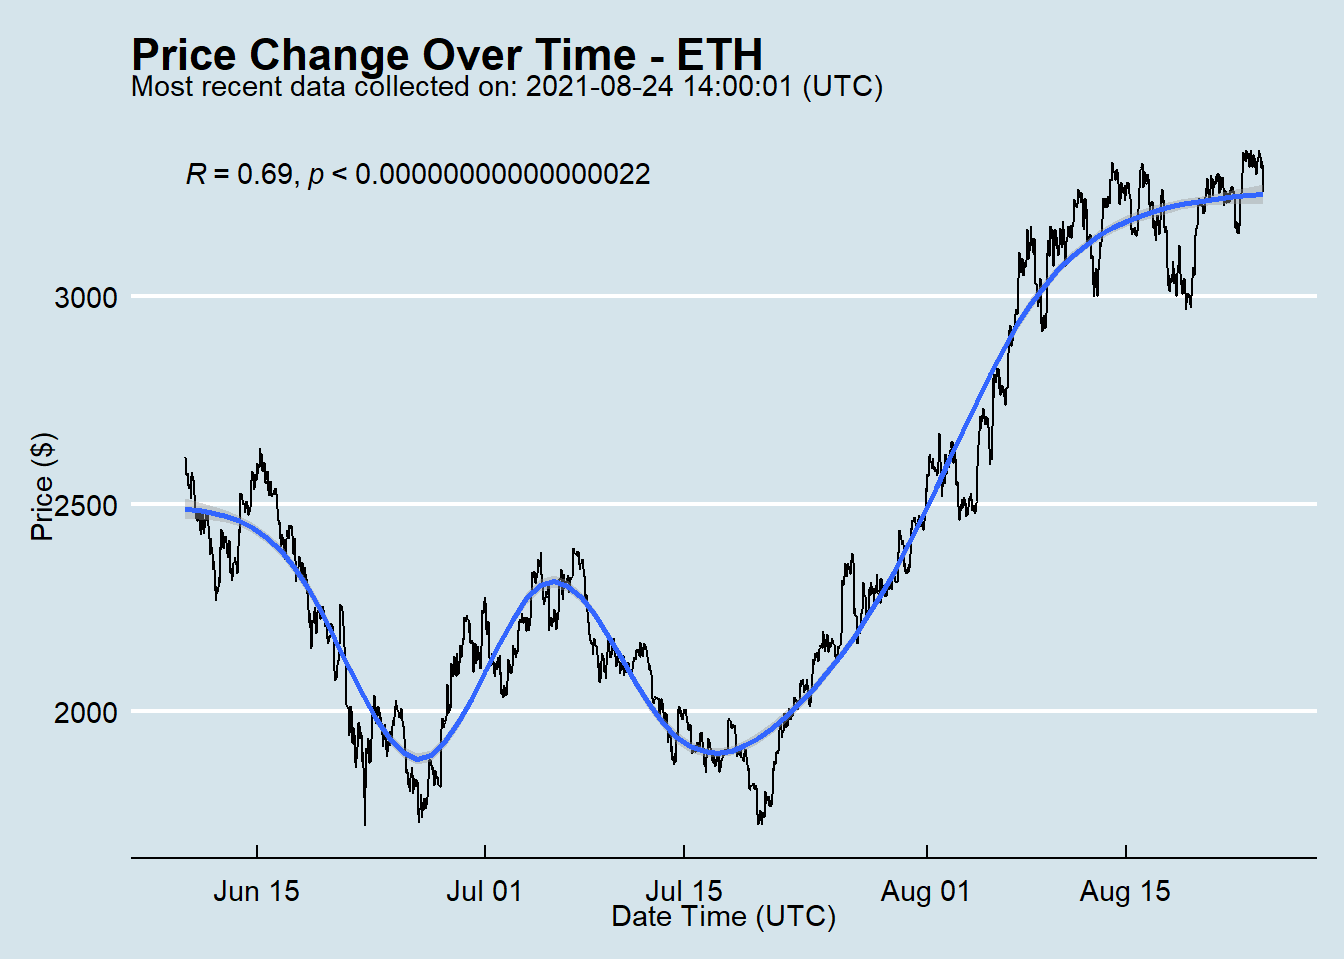 Price Change Over Time - ETH
Most recent data collected on: 2021-08-24 14:00:01 (UTC)
R = 0.69, p < 0.00000000000000022
3000
2500
2000
Price ($)
Jun 15 Jul 01 Jul 15 Aug 01 Aug 15
Date Time (UTC)